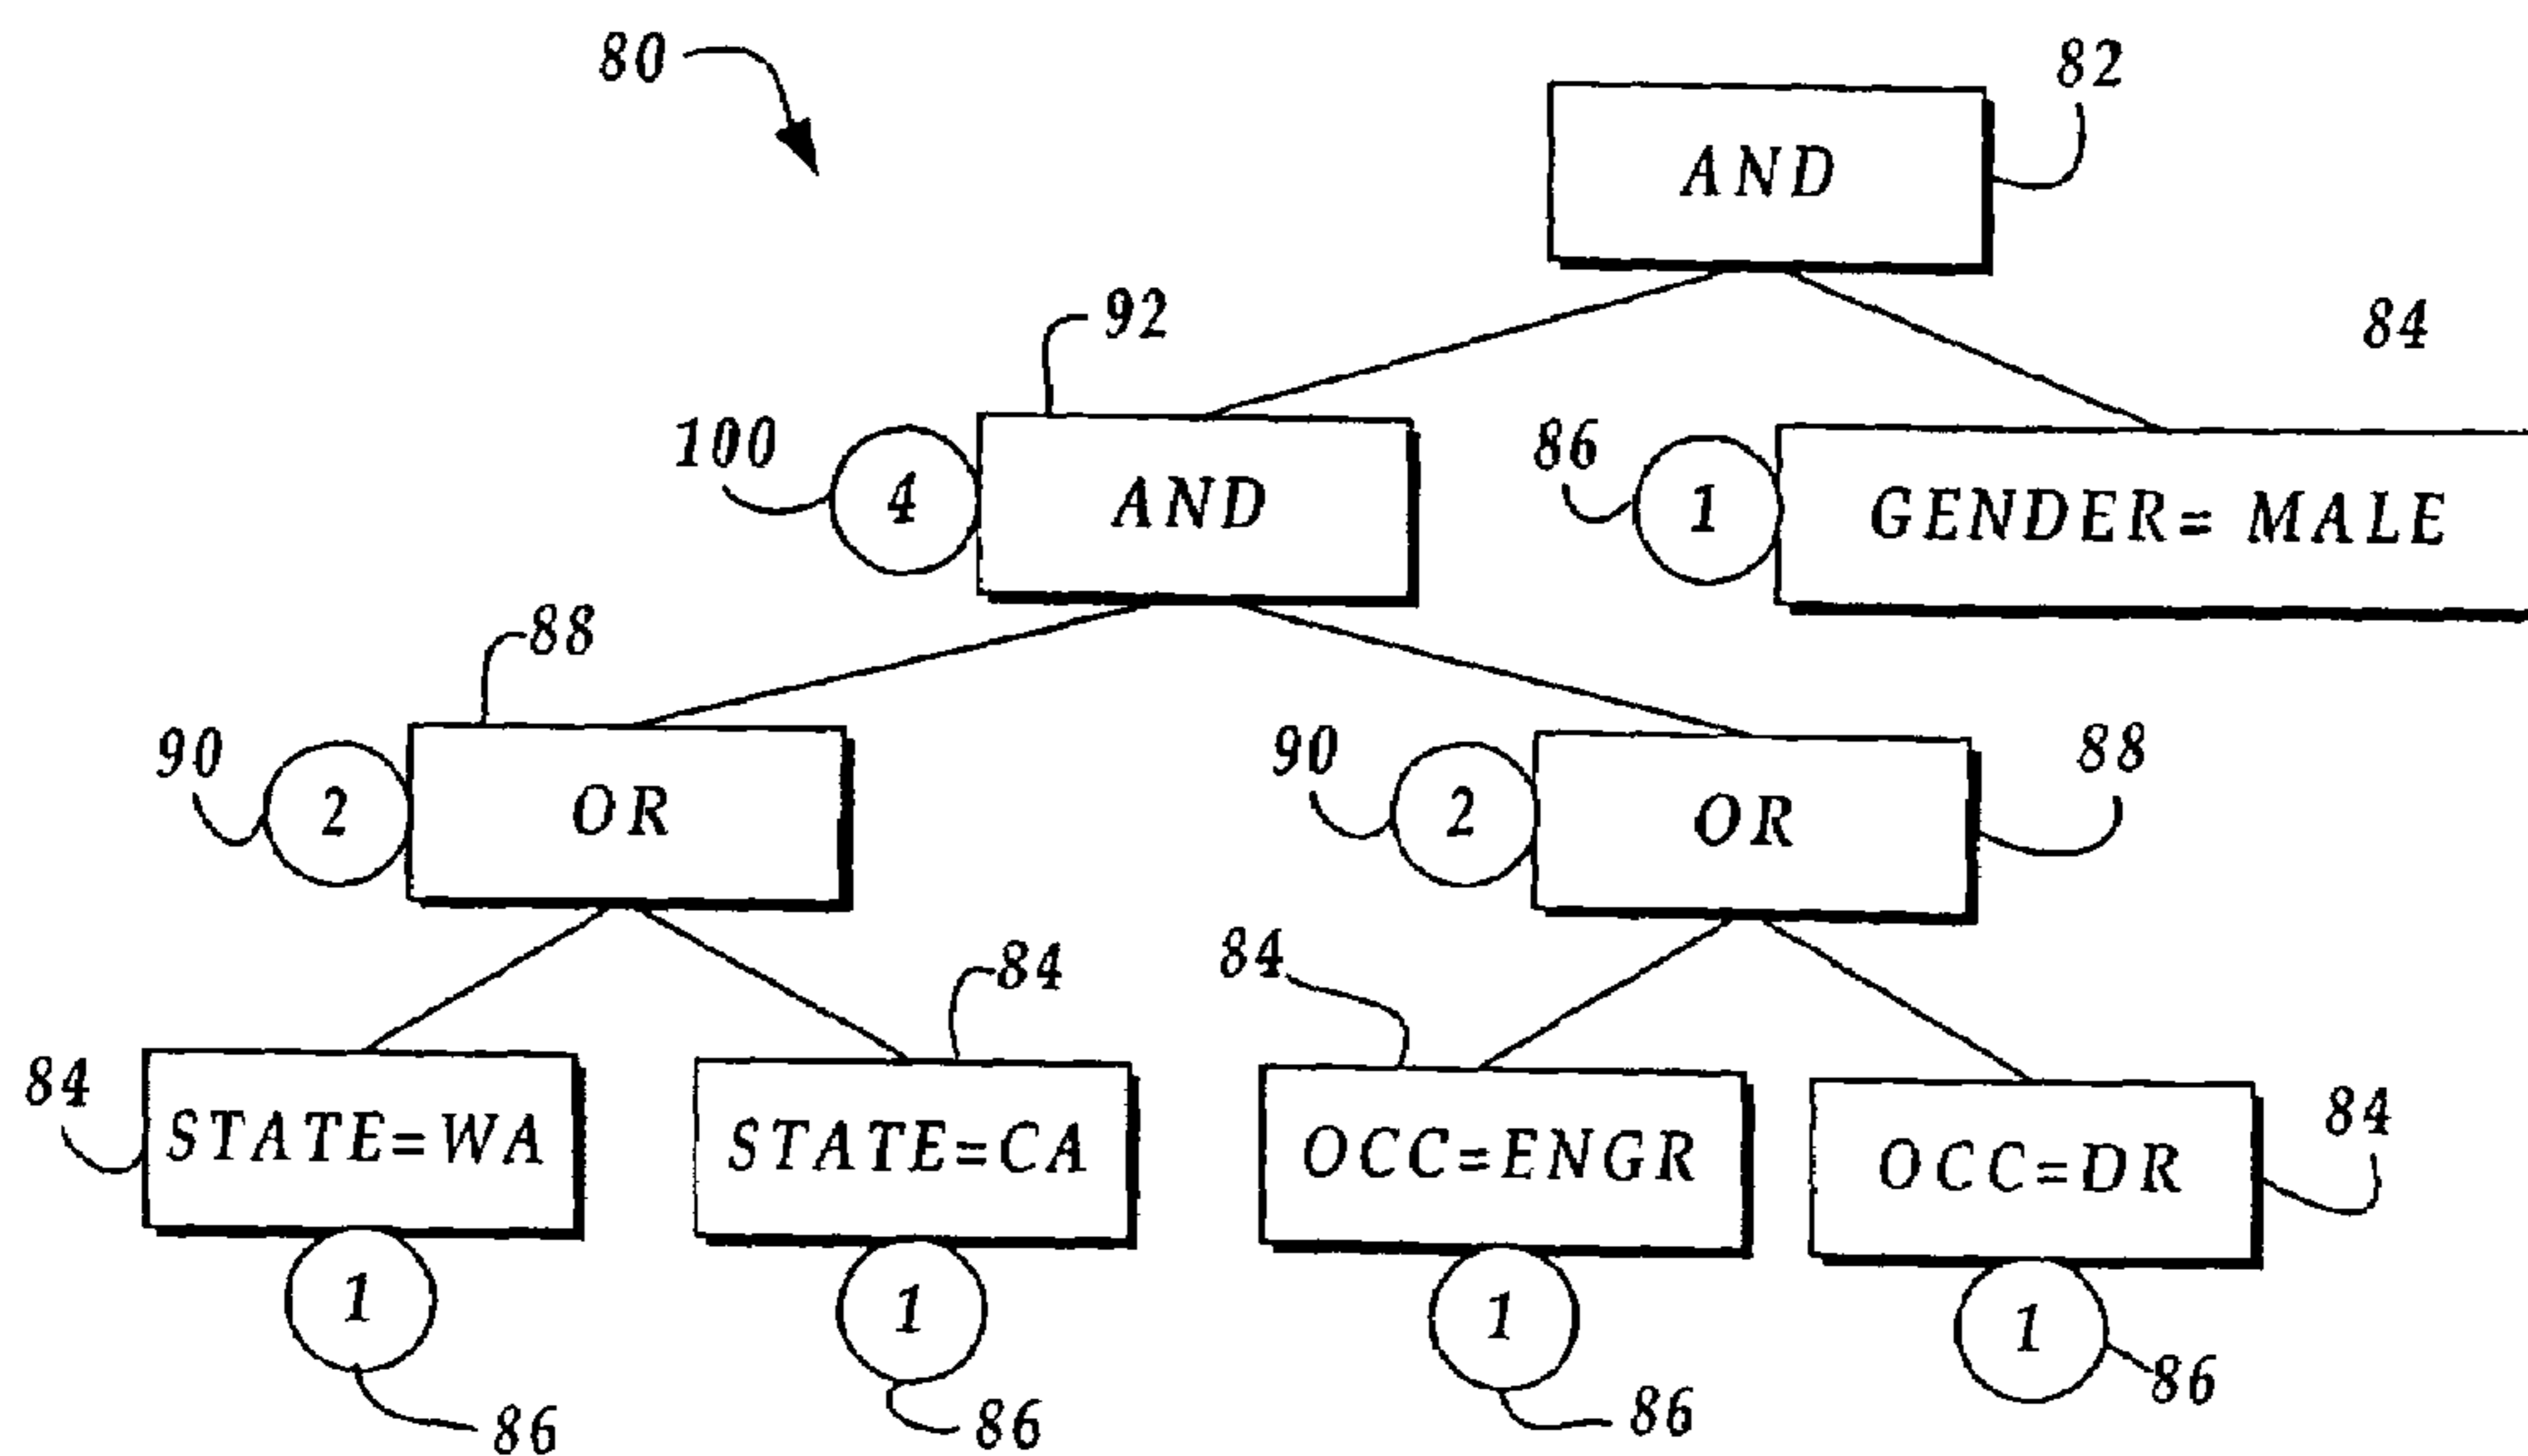 80
82
AND
92
84
100
4
AND
86
1
GENDER= MALE
88
90
2
OR
90
2
OR
88
84
84
84
STATE=WA
STATE=CA
OCC=ENGR
OCC=DR
84
1
1
1
1
86
86
86
86